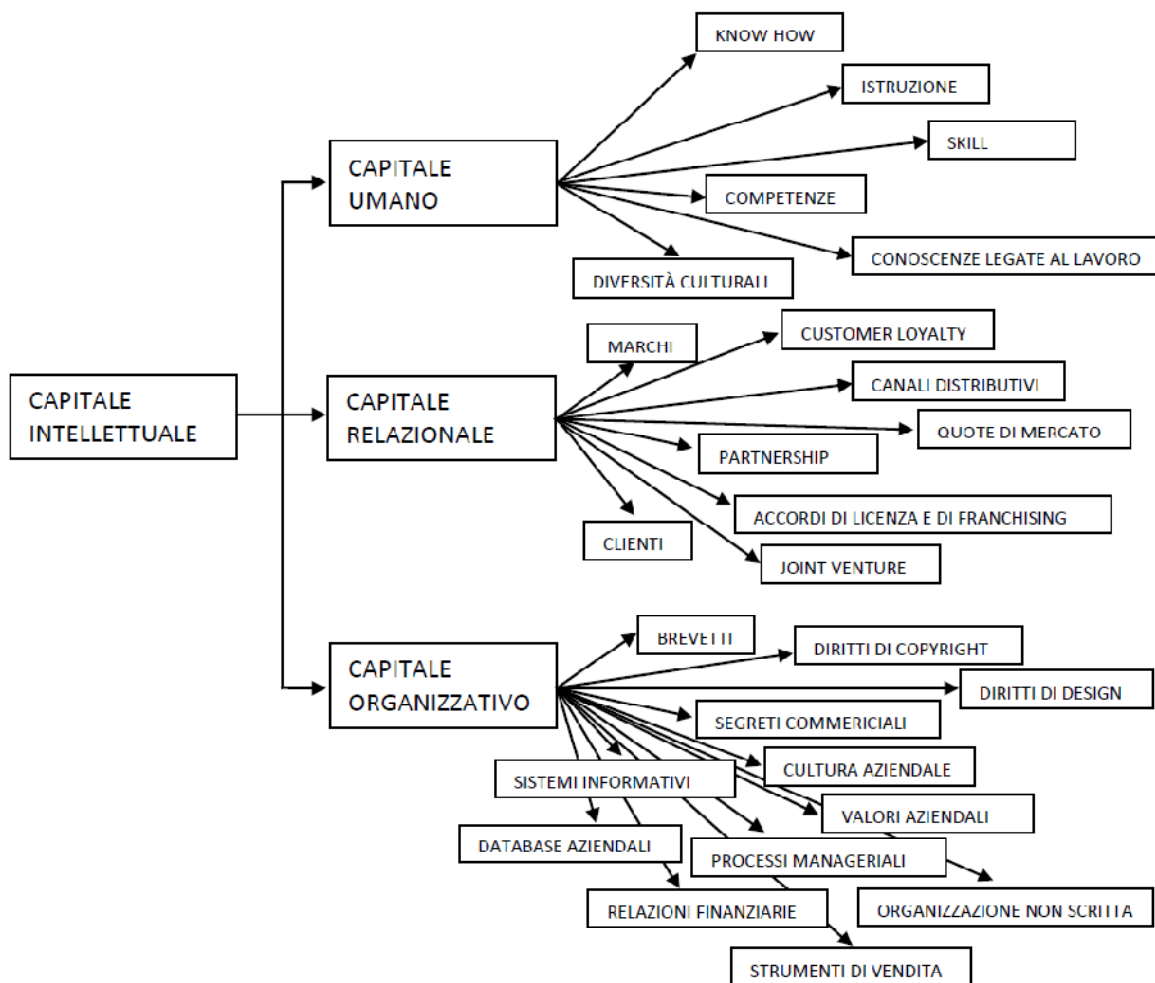 KNOW HOW
ISTRUZIONE
SKILL
CAPITALE
UMANO
COMPETENZE
CONOSCENZE LEGATE AL LAVORO
DIVERSITÀ CULTURALI
CUSTOMER LOYALTY
MARCHI
CANALI DISTRIBUTIVI
CAPITALE
INTELLETTUALE
CAPITALE
RELAZIONALE
QUOTE DI MERCATO
PARTNERSHIP
ACCORDI DI LICENZA E DI FRANCHISING
CLIENTI
JOINT VENTURE
BREVETTI
DIRITTI DI COPYRIGHT
CAPITALE
ORGANIZZATIVO
DIRITTI DI DESIGN
SEGRETI COMMERICIALI
CULTURA AZIENDALE
SISTEMI INFORMATIVI
VALORI AZIENDALI
DATABASE AZIENDALI
PROCESSI MANAGERIALI
RELAZIONI FINANZIARIE
ORGANIZZAZIONE NON SCRITTA
STRUMENTI DI VENDITA